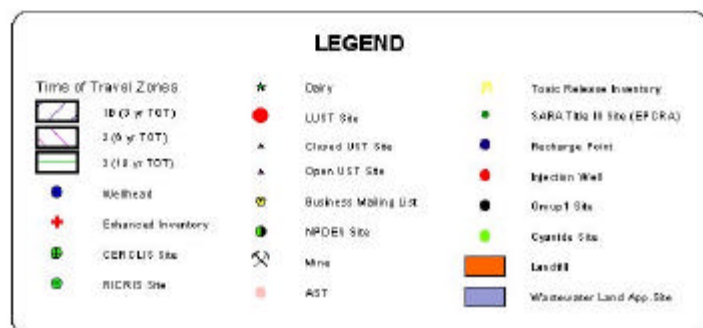 LEGEND
Time of Travel Zones
1B (3 yr TOT)
2 (6 yr TOT)
3 (10 yr TOT)
Wellhead
Enhanced Inventory
CERCLIS Site
RICRIS Site
Dairy
LUST Site
Closed UST Site
Open UST Site
Business Mailing List
NPDES Site
Mine
AST
Toxic Release Inventory
SARA Title III Site (EPCRA)
Recharge Point
Injection Well
Group1 Site
Cyanide Site
Landfill
Wastewater Land App.Site